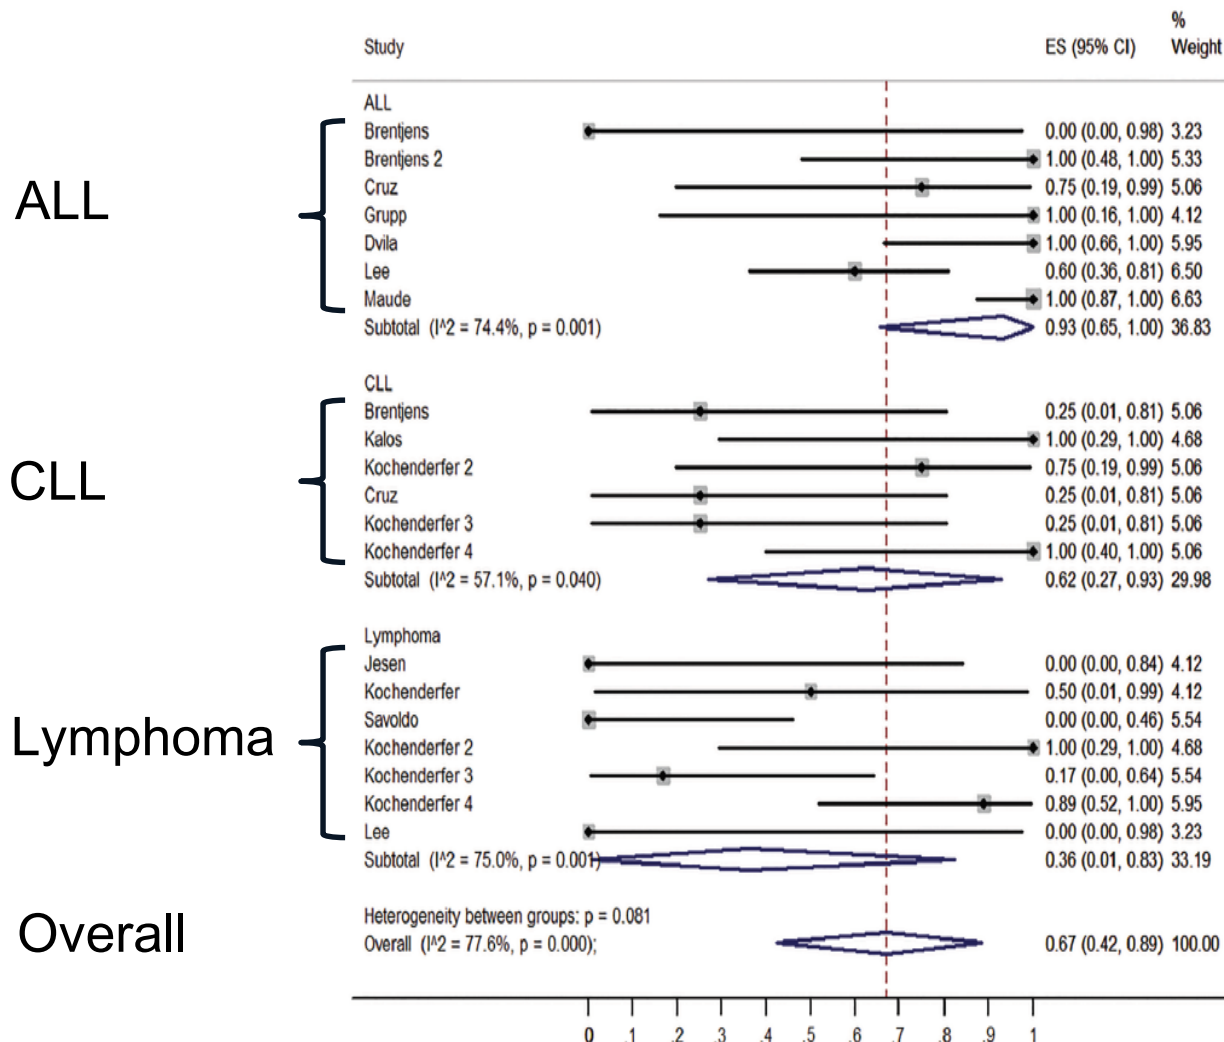 %
Study ES (95% CI) Weight
ALL
Brentjens 0.00 (0.00, 0.98) 3.23
Brentjens 2 1.00 (0.48, 1.00) 5.33
Cruz 0.75 (0.19, 0.99) 5.06
ALL
Grupp 1.00 (0.16, 1.00) 4.12
Dvila 1.00 (0.66, 1.00) 5.95
Lee 0.60 (0.36, 0.81) 6.50
Maude 1.00 (0.87, 1.00) 6.63
Subtotal (I^2 = 74.4%, p = 0.001) 0.93 (0.65, 1.00) 36.83
CLL
Brentjens 0.25 (0.01, 0.81) 5.06
Kalos 1.00 (0.29, 1.00) 4.68
Kochenderfer 2 0.75 (0.19, 0.99) 5.06
CLL
Cruz 0.25 (0.01, 0.81) 5.06
Kochenderfer 3 0.25 (0.01, 0.81) 5.06
Kochenderfer 4 1.00 (0.40, 1.00) 5.06
Subtotal (I^2 = 57.1%, p = 0.040) 0.62 (0.27, 0.93) 29.98
Lymphoma
Jesen 0.00 (0.00, 0.84) 4.12
Kochenderfer 0.50 (0.01, 0.99) 4.12
Savoldo 0.00 (0.00, 0.46) 5.54
Lymphoma
Kochenderfer 2 1.00 (0.29, 1.00) 4.68
Kochenderfer 3 0.17 (0.00, 0.64) 5.54
Kochenderfer 4 0.89 (0.52, 1.00) 5.95
Lee 0.00 (0.00, 0.98) 3.23
Subtotal (I^2 = 75.0%, p = 0.001) 0.36 (0.01, 0.83) 33.19
Heterogeneity between groups: p = 0.081
Overall
Overall (I^2 = 77.6%, p = 0.000); 0.67 (0.42, 0.89) 100.00
0 .1 .2 .3 .4 .5 .6 .7 .8 .9 1